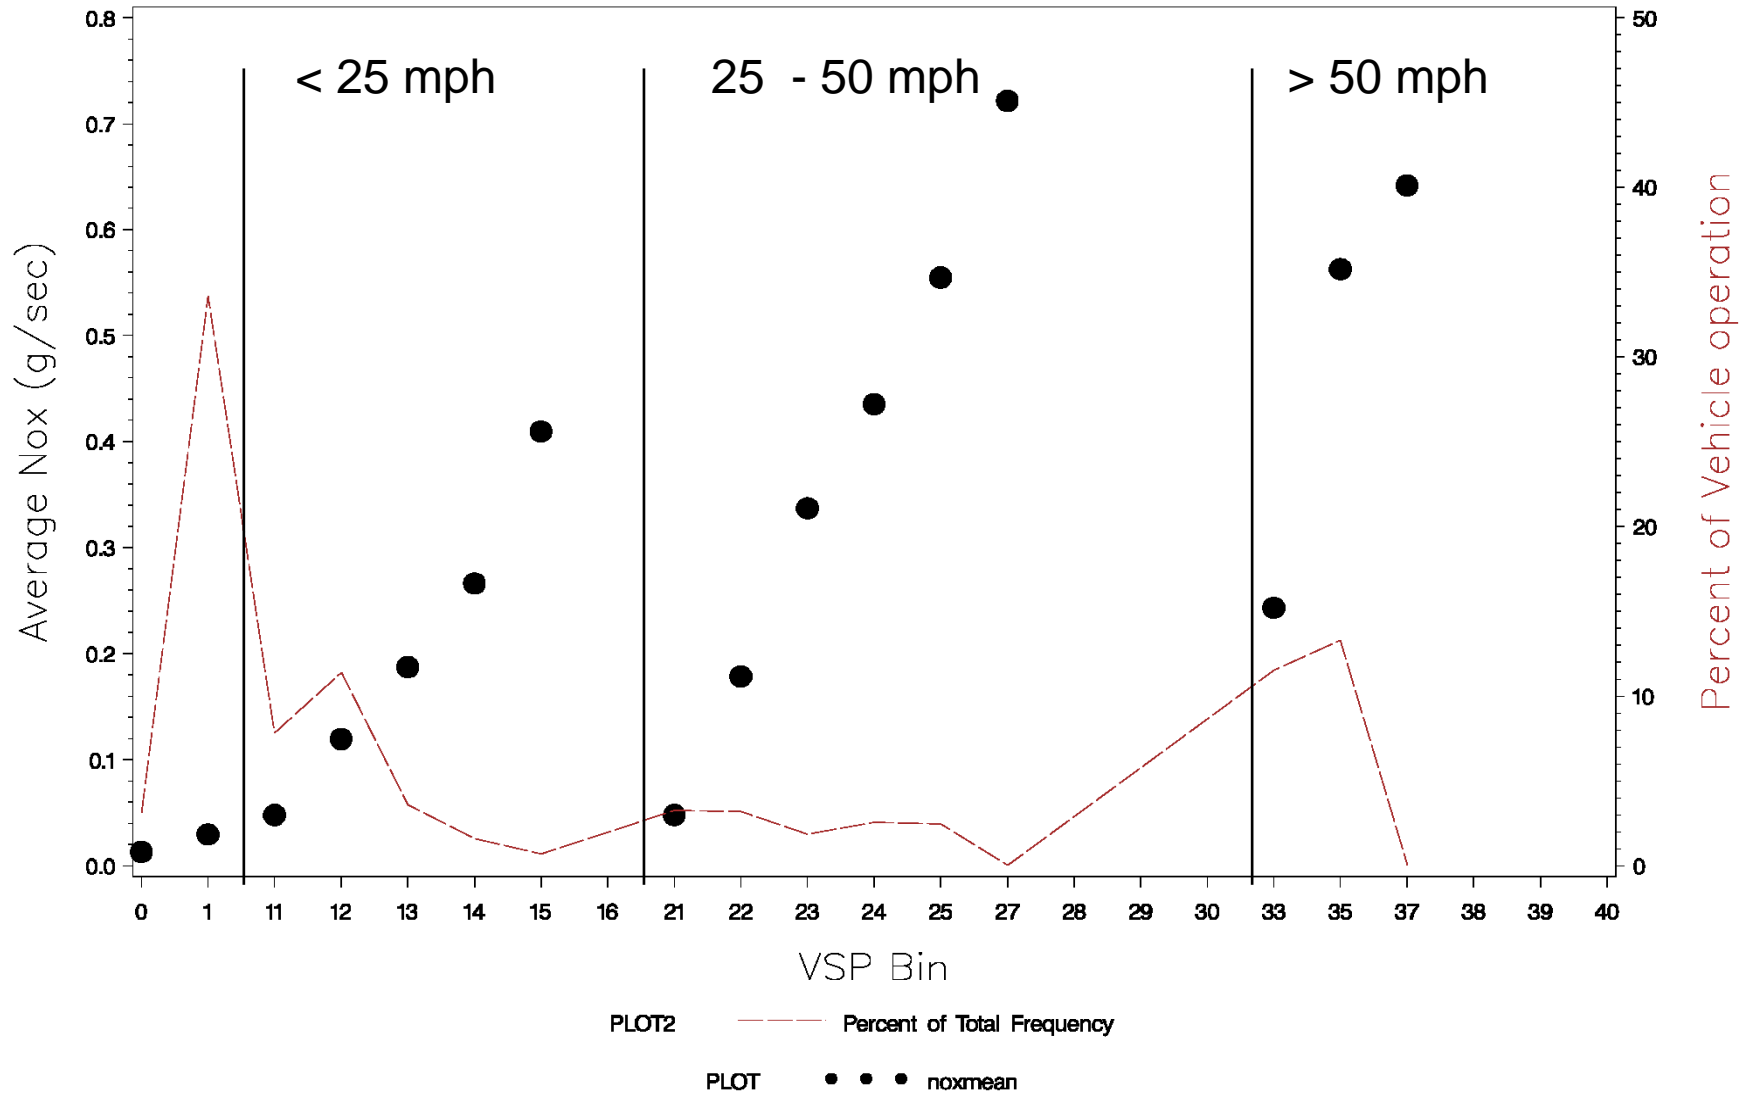 < 25 mph 25 - 50 mph > 50 mph
0.8
0.7
0.6
0.5
0.4
0.3
0.2
0.1
0.0
Average Nox (g/sec)
50
40
30
20
10
0
Percent of Vehicle operation
0 1 11 12 13 14 15 16 21 22 23 24 25 27 28 29 30 33 35 37 38 39 40
VSP Bin
PLOT2 Percent of Total Frequency
PLOT noxmean